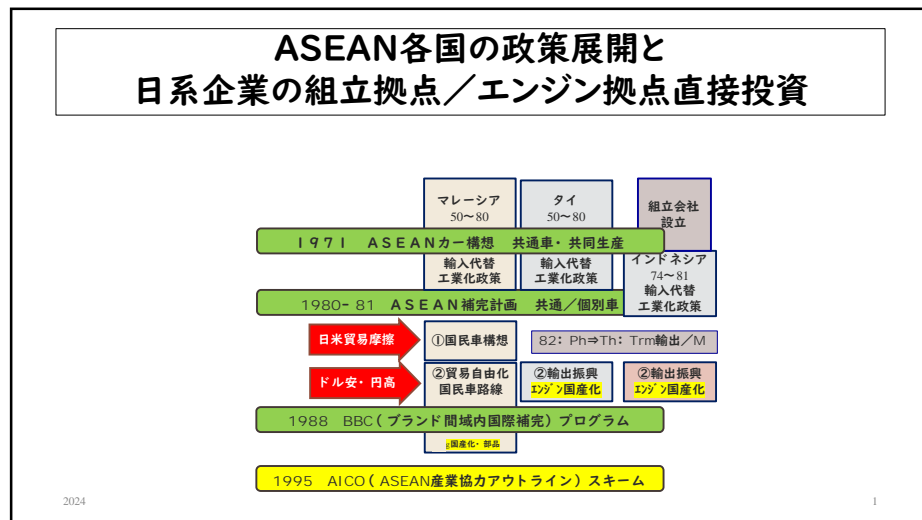 ASEAN各国の政策展開と
日系企業の組立拠点／エンジン拠点直接投資
マレーシア
50～80
タイ
50～80
組立会社
設立
1971 ASEANカー構想 共通車・共同生産
輸入代替
工業化政策
輸入代替
工業化政策
インドネシア
74～81
輸入代替
工業化政策
1980-81 ASEAN補完計画 共通／個別車
日米貿易摩擦
①国民車構想
82：Ph⇒Th：Trm輸出／M
ドル安・円高
②貿易自由化
国民車路線
②輸出振興
ｴﾝｼﾞﾝ国産化
②輸出振興
ｴﾝｼﾞﾝ国産化
1988 BBC(ブランド間域内国際補完)プログラム
国産化・部品
1995 AICO(ASEAN産業協力アウトライン)スキーム
2024
1